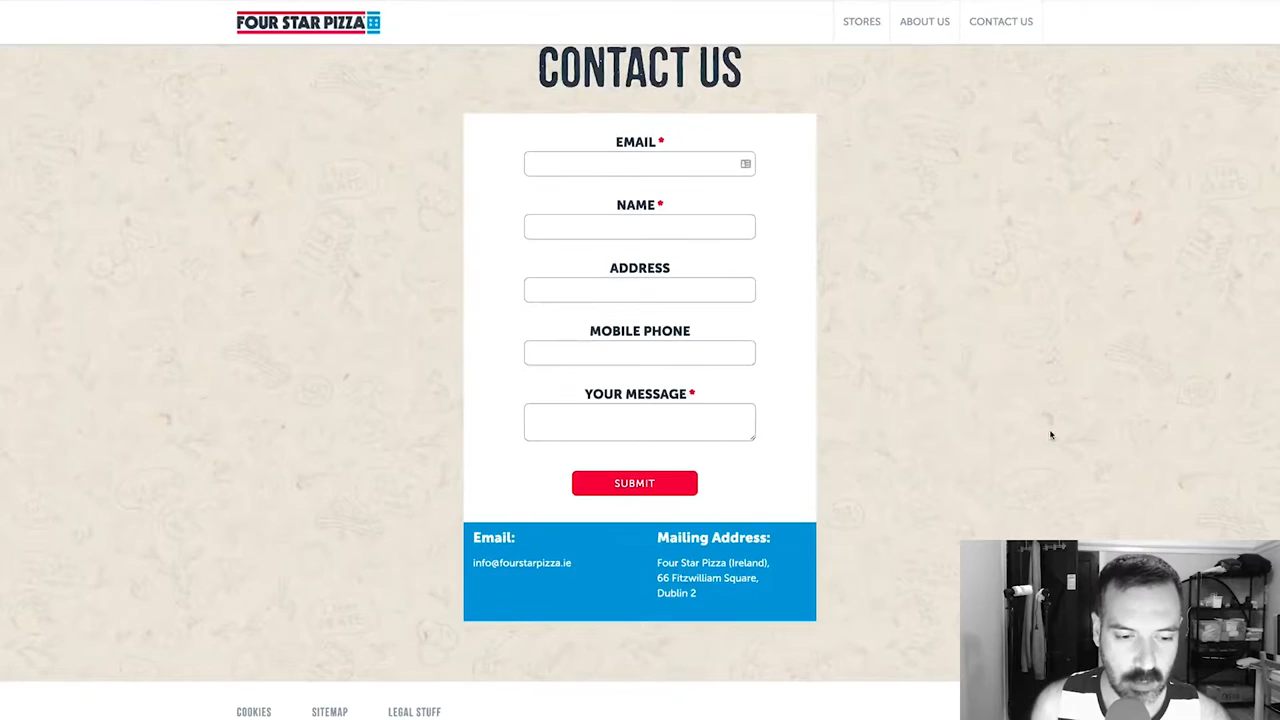 FOUR STAR PIZZA
STORES
ABOUT US
CONTACT US
CONTACT US
EMAIL *
NAME *
ADDRESS
MOBILE PHONE
YOUR MESSAGE *
SUBMIT
Email:
info@fourstarpizza.ie
Mailing Address:
Four Star Pizza (Ireland),
66 Fitzwilliam Square,
Dublin 2
COOKIES
SITEMAP
LEGAL STUFF